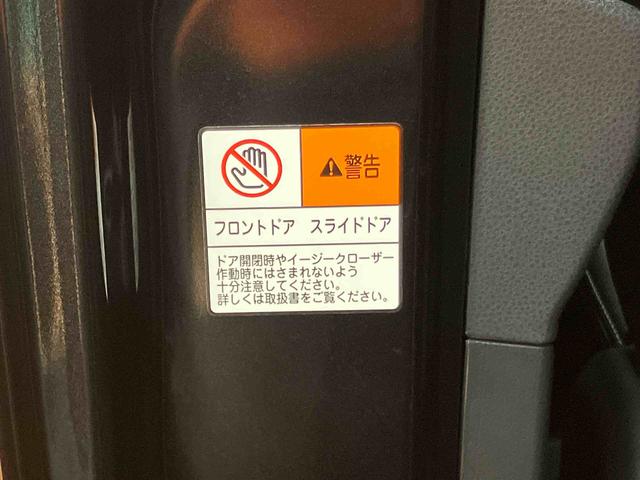 警告
フロントドア スライドドア
ドア開閉時やイージークローザー
作動時にはさまれないよう
十分注意してください。
詳しくは取扱書をご覧ください。